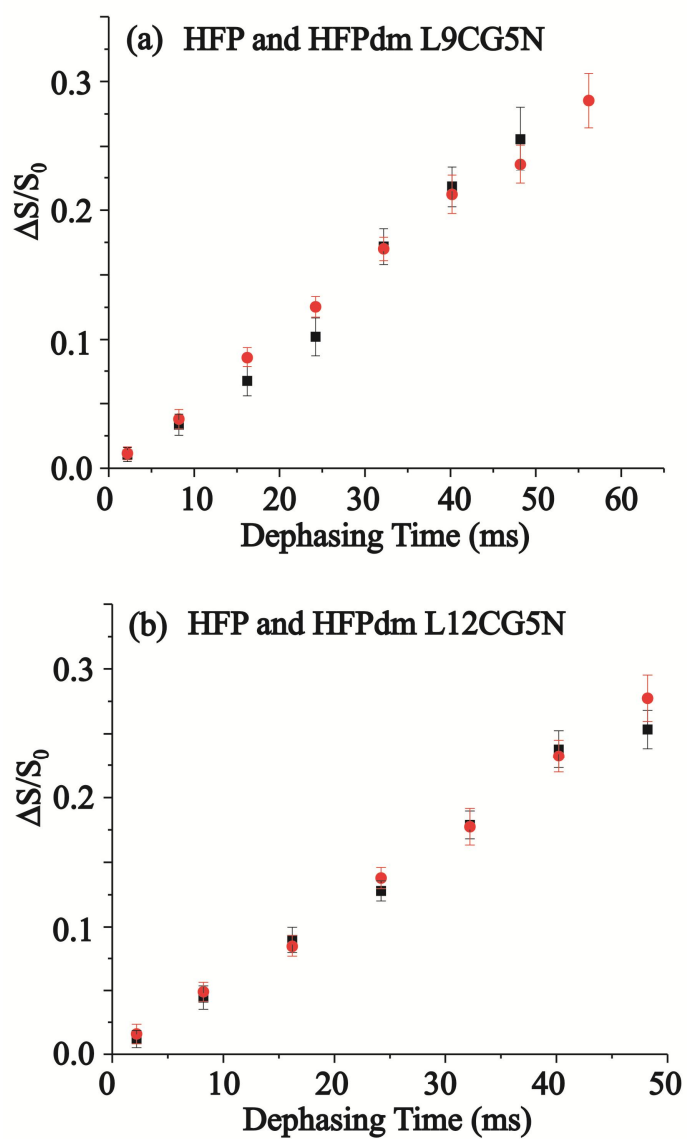 (a) HFP and HFPdm L9CG5N
0.3
0.2
0.1
0.0
ΔS/S₀
0 10 20 30 40 50 60
Dephasing Time (ms)
(b) HFP and HFPdm L12CG5N
0.3
0.2
0.1
0.0
ΔS/S₀
0 10 20 30 40 50
Dephasing Time (ms)